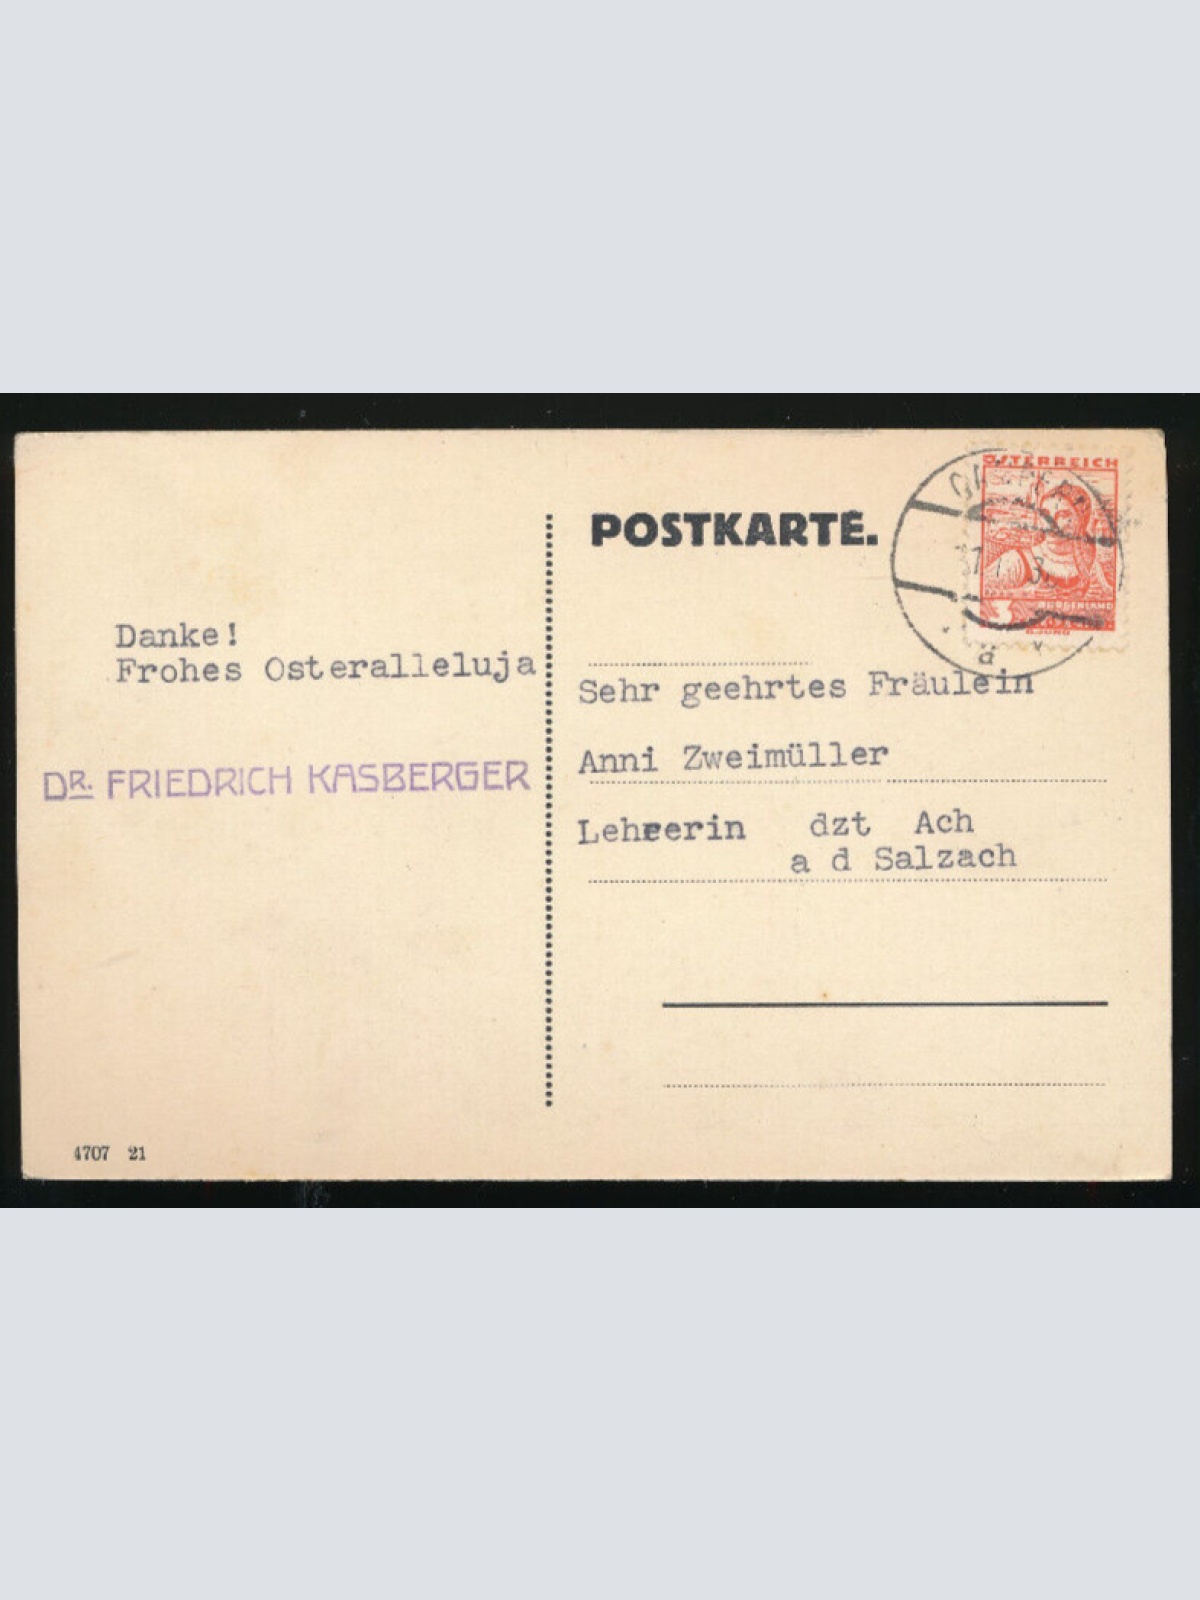 POSTKARTE.
ÖSTERREICH
3
BURGENLAND
Danke!
Frohes Osteralleluja
DR. FRIEDRICH KASBERGER
Sehr geehrtes Fräulein
Anni Zweimüller
Lehrerin dzt Ach
a d Salzach
a
4707 21